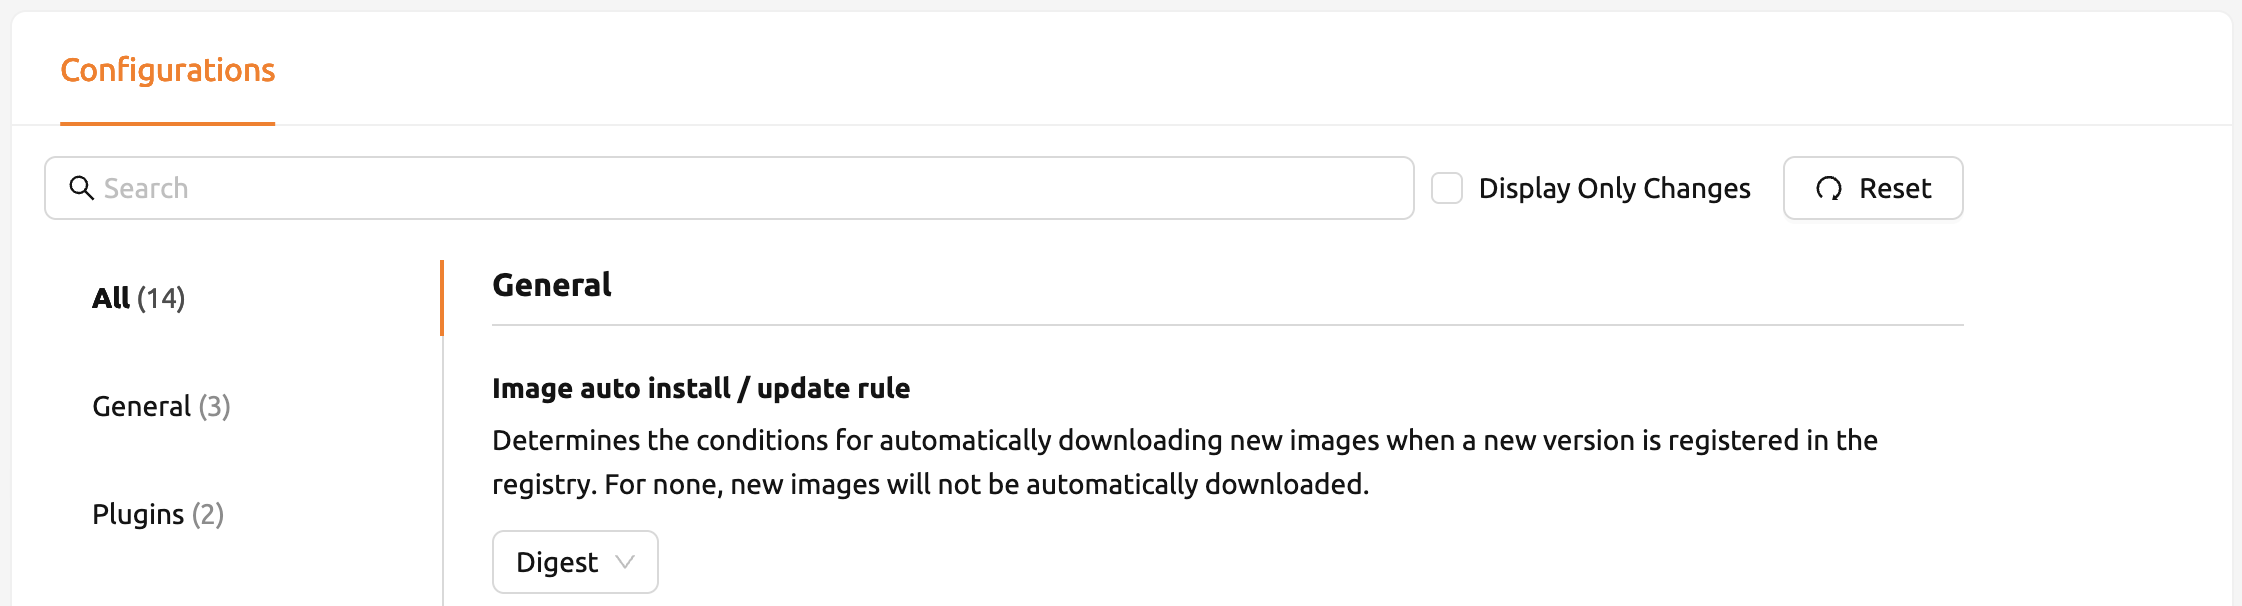 Configurations
Search
Display Only Changes
Reset
All (14)
General (3)
Plugins (2)
General
Image auto install / update rule
Determines the conditions for automatically downloading new images when a new version is registered in the
registry. For none, new images will not be automatically downloaded.
Digest